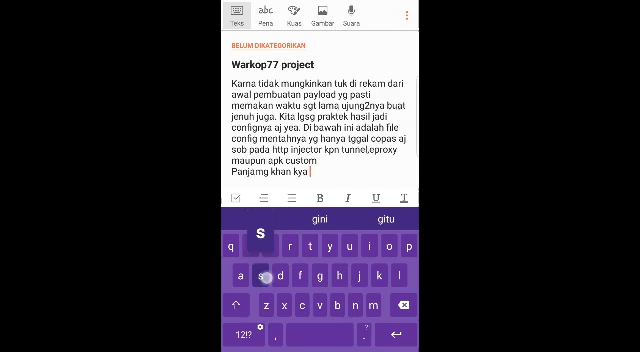 abc
Teks Pena Kuas Gambar Suara
BELUM DIKATEGORIKAN
Warkop77 project
Karna tidak mungkinkan tuk di rekam dari
awal pembuatan payload yg pasti
memakan waktu sgt lama ujung2nya buat
jenuh juga. Kita lgsg praktek hasil jadi
confignya aj yea. Di bawah ini adalah file
config mentahnya yg hanya tggal copas aj
sob pada http injector kpn tunnel,eproxy
maupun apk custom
Panjamg khan kya
B I U T
gini gitu
s
q r t y u i o p
a s d f g h j k l
z x c v b n m
12!? , . ?